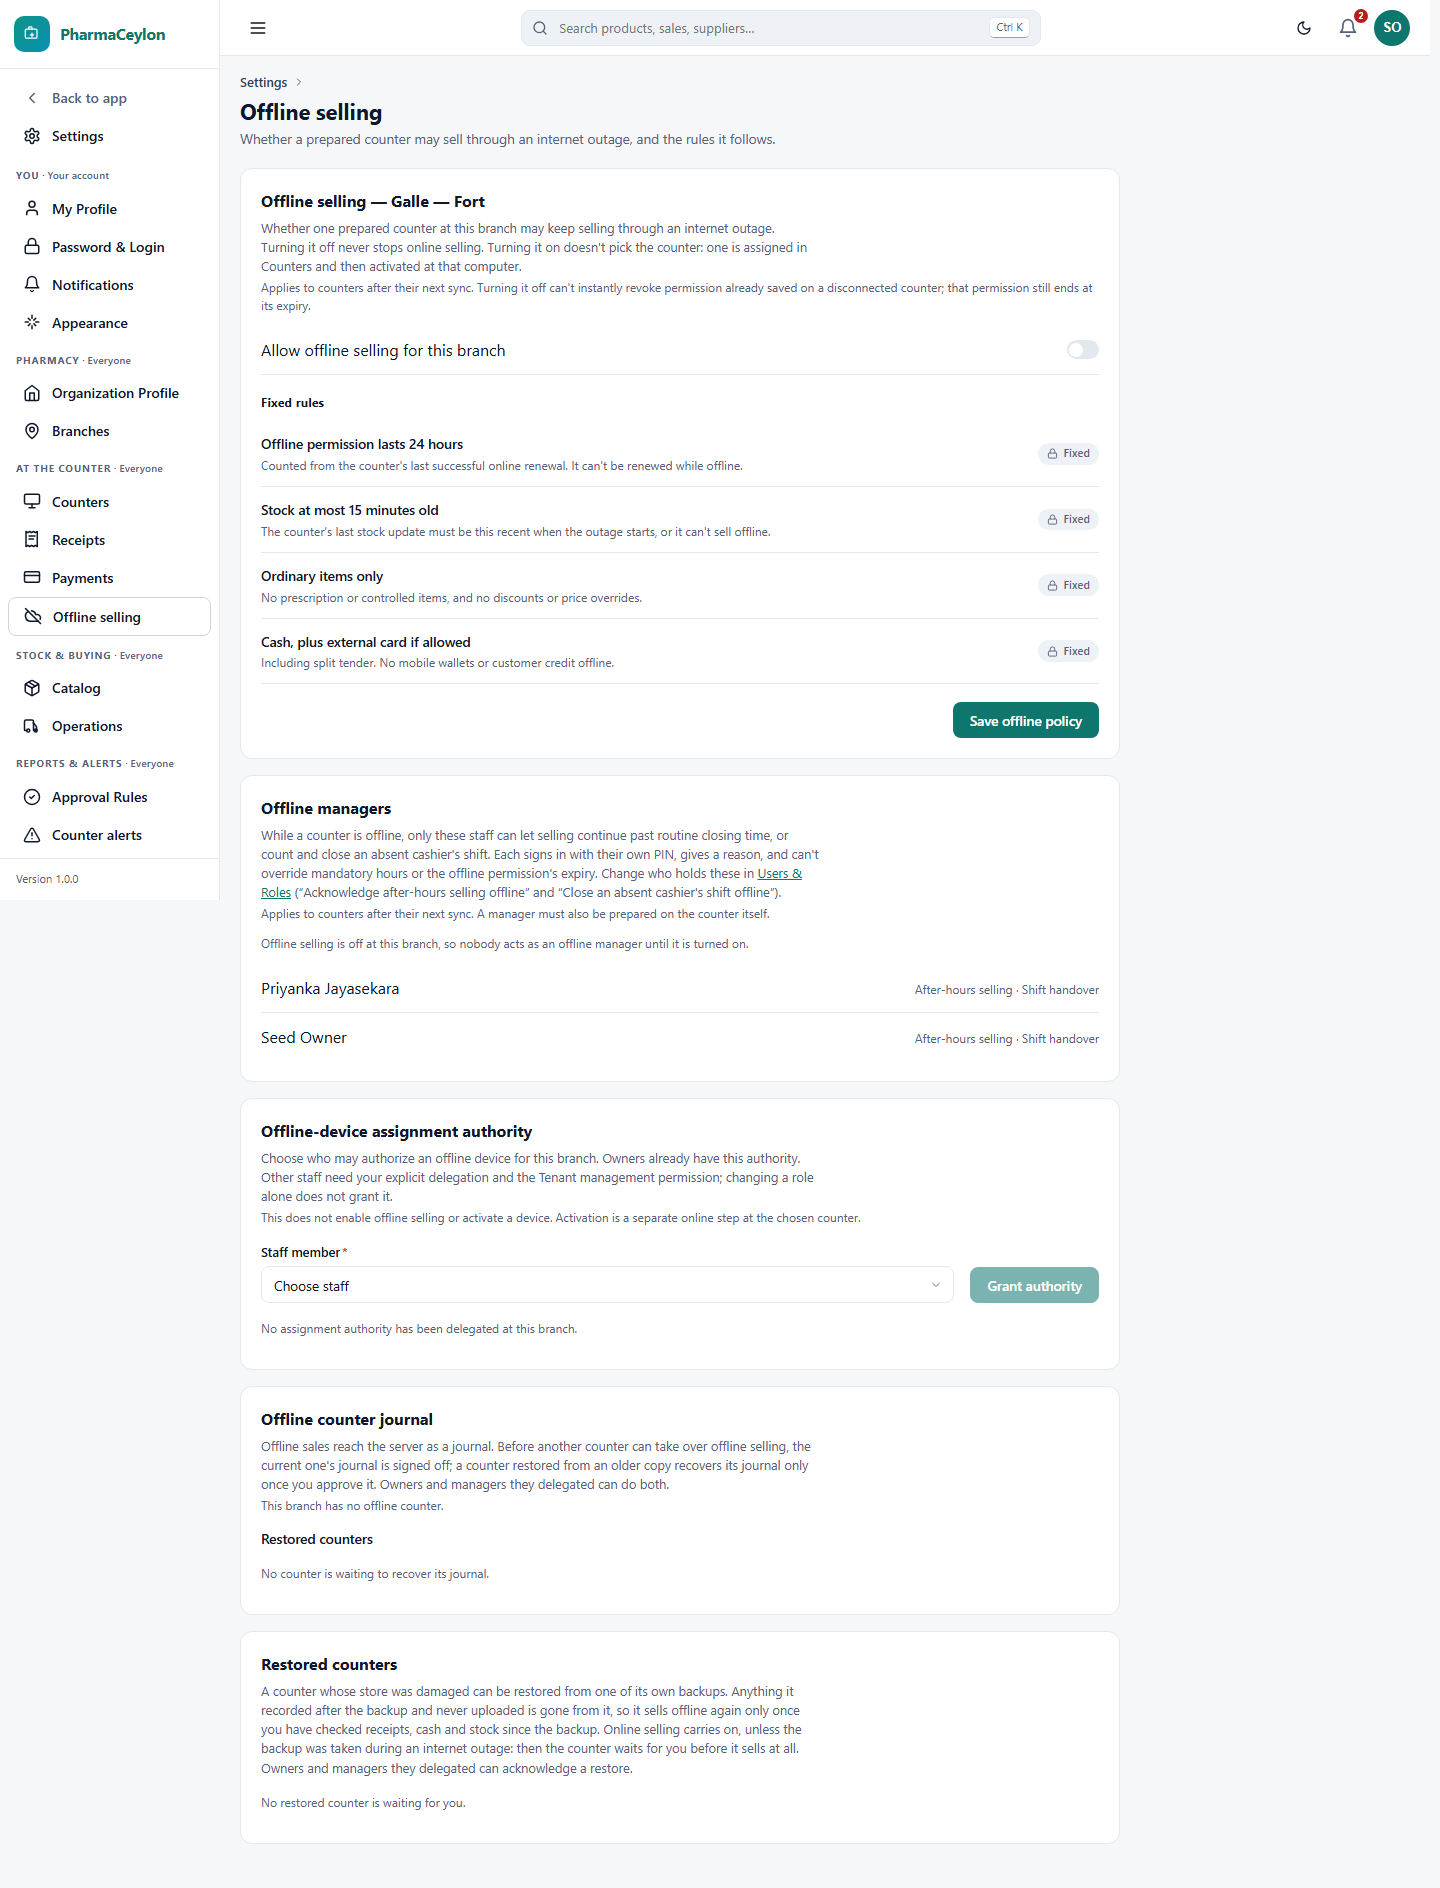 PharmaCeylon
Search products, sales, suppliers...
Ctrl K
2
SO
Back to app
Settings
YOU · Your account
My Profile
Password & Login
Notifications
Appearance
PHARMACY · Everyone
Organization Profile
Branches
AT THE COUNTER · Everyone
Counters
Receipts
Payments
Offline selling
STOCK & BUYING · Everyone
Catalog
Operations
REPORTS & ALERTS · Everyone
Approval Rules
Counter alerts
Version 1.0.0
Settings
Offline selling
Whether a prepared counter may sell through an internet outage, and the rules it follows.
Offline selling — Galle — Fort
Whether one prepared counter at this branch may keep selling through an internet outage.
Turning it off never stops online selling. Turning it on doesn't pick the counter: one is assigned in
Counters and then activated at that computer.
Applies to counters after their next sync. Turning it off can't instantly revoke permission already saved on a disconnected counter; that permission still ends at
its expiry.
Allow offline selling for this branch
Fixed rules
Offline permission lasts 24 hours
Counted from the counter's last successful online renewal. It can't be renewed while offline.
Fixed
Stock at most 15 minutes old
The counter's last stock update must be this recent when the outage starts, or it can't sell offline.
Fixed
Ordinary items only
No prescription or controlled items, and no discounts or price overrides.
Fixed
Cash, plus external card if allowed
Including split tender. No mobile wallets or customer credit offline.
Fixed
Save offline policy
Offline managers
While a counter is offline, only these staff can let selling continue past routine closing time, or
count and close an absent cashier's shift. Each signs in with their own PIN, gives a reason, and can't
override mandatory hours or the offline permission's expiry. Change who holds these in Users &
Roles (“Acknowledge after-hours selling offline” and “Close an absent cashier's shift offline”).
Applies to counters after their next sync. A manager must also be prepared on the counter itself.
Offline selling is off at this branch, so nobody acts as an offline manager until it is turned on.
Priyanka Jayasekara
After-hours selling · Shift handover
Seed Owner
After-hours selling · Shift handover
Offline-device assignment authority
Choose who may authorize an offline device for this branch. Owners already have this authority.
Other staff need your explicit delegation and the Tenant management permission; changing a role
alone does not grant it.
This does not enable offline selling or activate a device. Activation is a separate online step at the chosen counter.
Staff member*
Choose staff
Grant authority
No assignment authority has been delegated at this branch.
Offline counter journal
Offline sales reach the server as a journal. Before another counter can take over offline selling, the
current one's journal is signed off; a counter restored from an older copy recovers its journal only
once you approve it. Owners and managers they delegated can do both.
This branch has no offline counter.
Restored counters
No counter is waiting to recover its journal.
Restored counters
A counter whose store was damaged can be restored from one of its own backups. Anything it
recorded after the backup and never uploaded is gone from it, so it sells offline again only once
you have checked receipts, cash and stock since the backup. Online selling carries on, unless the
backup was taken during an internet outage: then the counter waits for you before it sells at all.
Owners and managers they delegated can acknowledge a restore.
No restored counter is waiting for you.